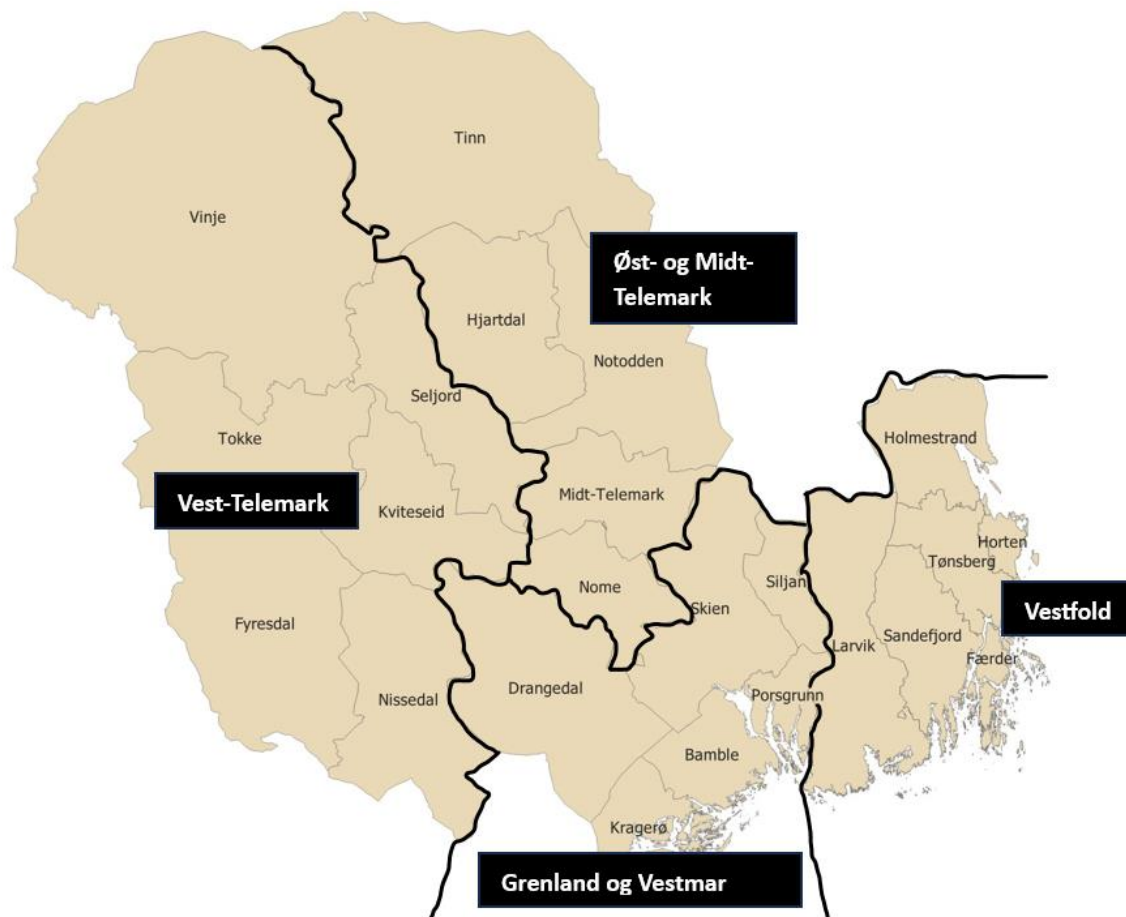 Tinn
Vinje
Øst- og Midt-
Telemark
Hjartdal
Notodden
Seljord
Tokke
Holmestrand
Vest-Telemark
Midt-Telemark
Kviteseid
Horten
Tønsberg
Nome
Siljan
Skien
Vestfold
Fyresdal
Sandefjord
Larvik
Færder
Drangedal
Porsgrunn
Nissedal
Bamble
Kragerø
Grenland og Vestmar